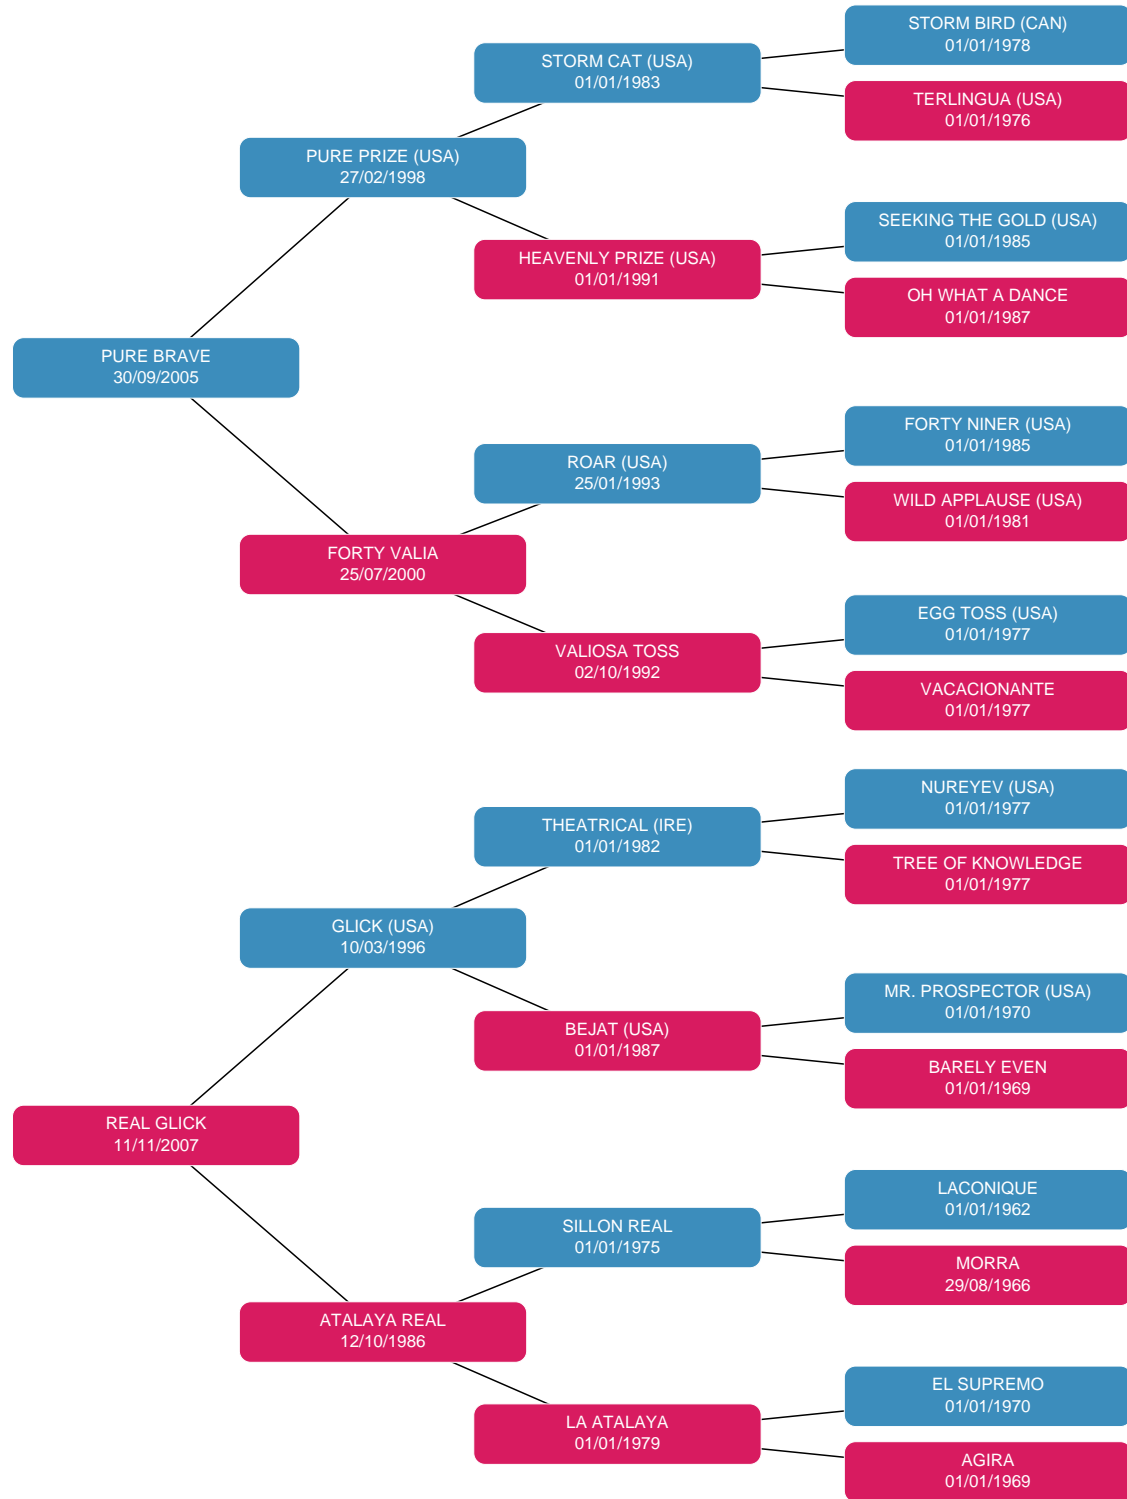 STORM BIRD (CAN)
01/01/1978
STORM CAT (USA)
01/01/1983
TERLINGUA (USA)
01/01/1976
PURE PRIZE (USA)
27/02/1998
SEEKING THE GOLD (USA)
01/01/1985
HEAVENLY PRIZE (USA)
01/01/1991
OH WHAT A DANCE
01/01/1987
PURE BRAVE
30/09/2005
FORTY NINER (USA)
01/01/1985
ROAR (USA)
25/01/1993
WILD APPLAUSE (USA)
01/01/1981
FORTY VALIA
25/07/2000
EGG TOSS (USA)
01/01/1977
VALIOSA TOSS
02/10/1992
VACACIONANTE
01/01/1977
NUREYEV (USA)
01/01/1977
THEATRICAL (IRE)
01/01/1982
TREE OF KNOWLEDGE
01/01/1977
GLICK (USA)
10/03/1996
MR. PROSPECTOR (USA)
01/01/1970
BEJAT (USA)
01/01/1987
BARELY EVEN
01/01/1969
REAL GLICK
11/11/2007
LACONIQUE
01/01/1962
SILLON REAL
01/01/1975
MORRA
29/08/1966
ATALAYA REAL
12/10/1986
EL SUPREMO
01/01/1970
LA ATALAYA
01/01/1979
AGIRA
01/01/1969